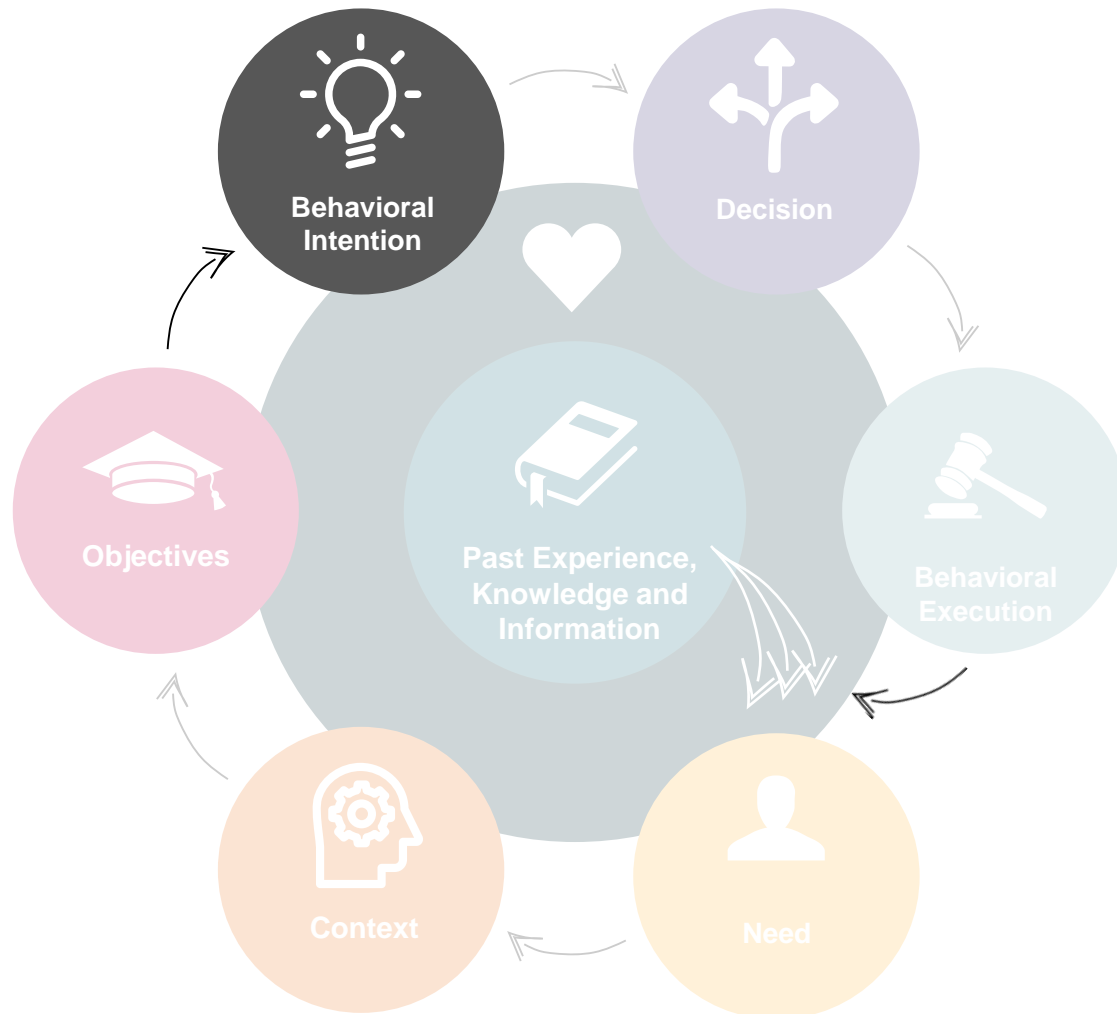 Behavioral
Intention
Decision
Objectives
Past Experience,
Knowledge and
Information
Behavioral
Execution
Context
Need